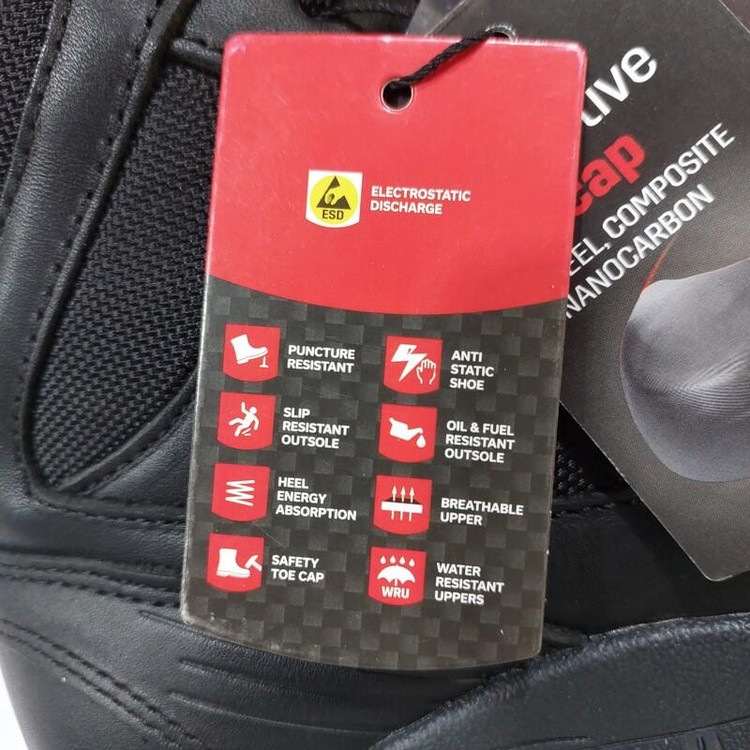 ESD
ELECTROSTATIC
DISCHARGE
PUNCTURE
RESISTANT
ANTI
STATIC
SHOE
SLIP
RESISTANT
OUTSOLE
OIL & FUEL
RESISTANT
OUTSOLE
HEEL
ENERGY
ABSORPTION
BREATHABLE
UPPER
SAFETY
TOE CAP
WRU
WATER
RESISTANT
UPPERS
cap
COMPOSITE
NANOCARBON